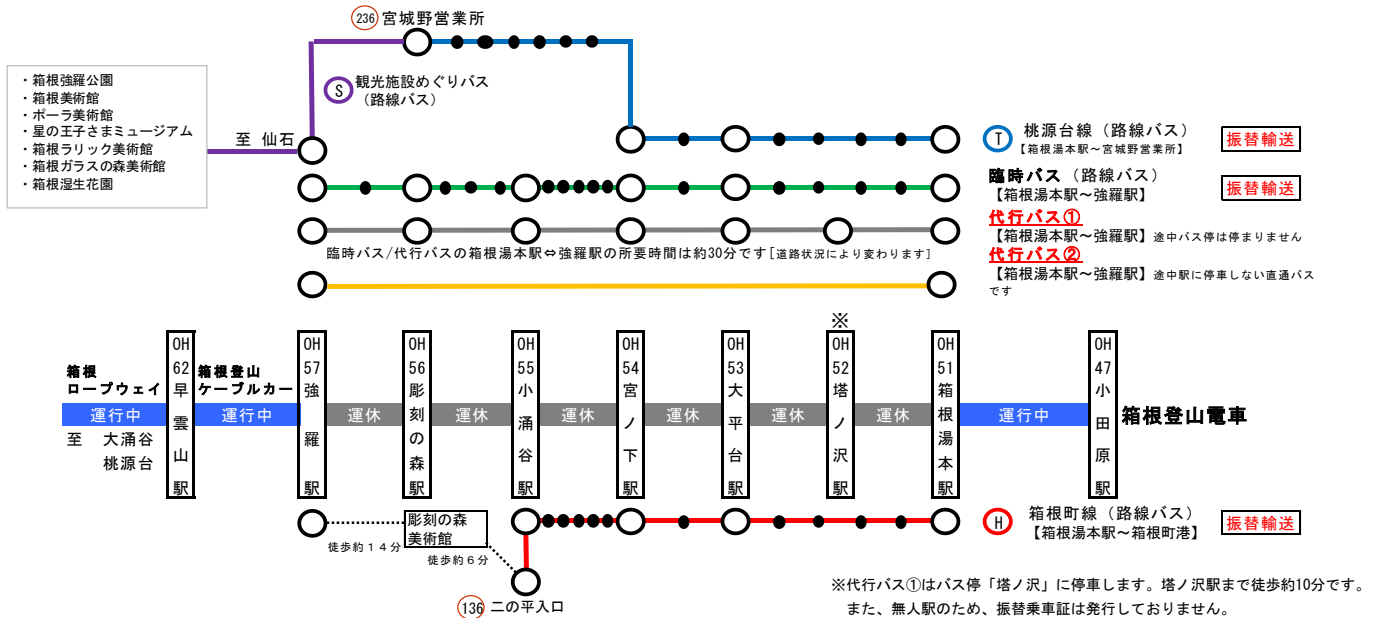 236 宮城野営業所
・箱根強羅公園
・箱根美術館
・ポーラ美術館
・星の王子さまミュージアム
・箱根ラリック美術館
・箱根ガラスの森美術館
・箱根湿生花園
S 観光施設めぐりバス
（路線バス）
至 仙石
T 桃源台線（路線バス）
【箱根湯本駅～宮城野営業所】
振替輸送
臨時バス（路線バス）
【箱根湯本駅～強羅駅】
振替輸送
代行バス①
【箱根湯本駅～強羅駅】途中バス停は停まりません
臨時バス/代行バスの箱根湯本駅⇔強羅駅の所要時間は約30分です[道路状況により変わります]
代行バス②
【箱根湯本駅～強羅駅】途中駅に停車しない直通バス
です
※
箱根
ロープウェイ
運行中
至 大涌谷
桃源台
OH
62
早雲山駅
箱根登山
ケーブルカー
運行中
OH
57
強羅駅
運休
OH
56
彫刻の森駅
運休
OH
55
小涌谷駅
運休
OH
54
宮ノ下駅
運休
OH
53
大平台駅
運休
OH
52
塔ノ沢駅
運休
OH
51
箱根湯本駅
運行中
OH
47
小田原駅
箱根登山電車
徒歩約１４分
彫刻の森
美術館
徒歩約６分
136 二の平入口
H 箱根町線（路線バス）
【箱根湯本駅～箱根町港】
振替輸送
※代行バス①はバス停「塔ノ沢」に停車します。塔ノ沢駅まで徒歩約10分です。
また、無人駅のため、振替乗車証は発行しておりません。